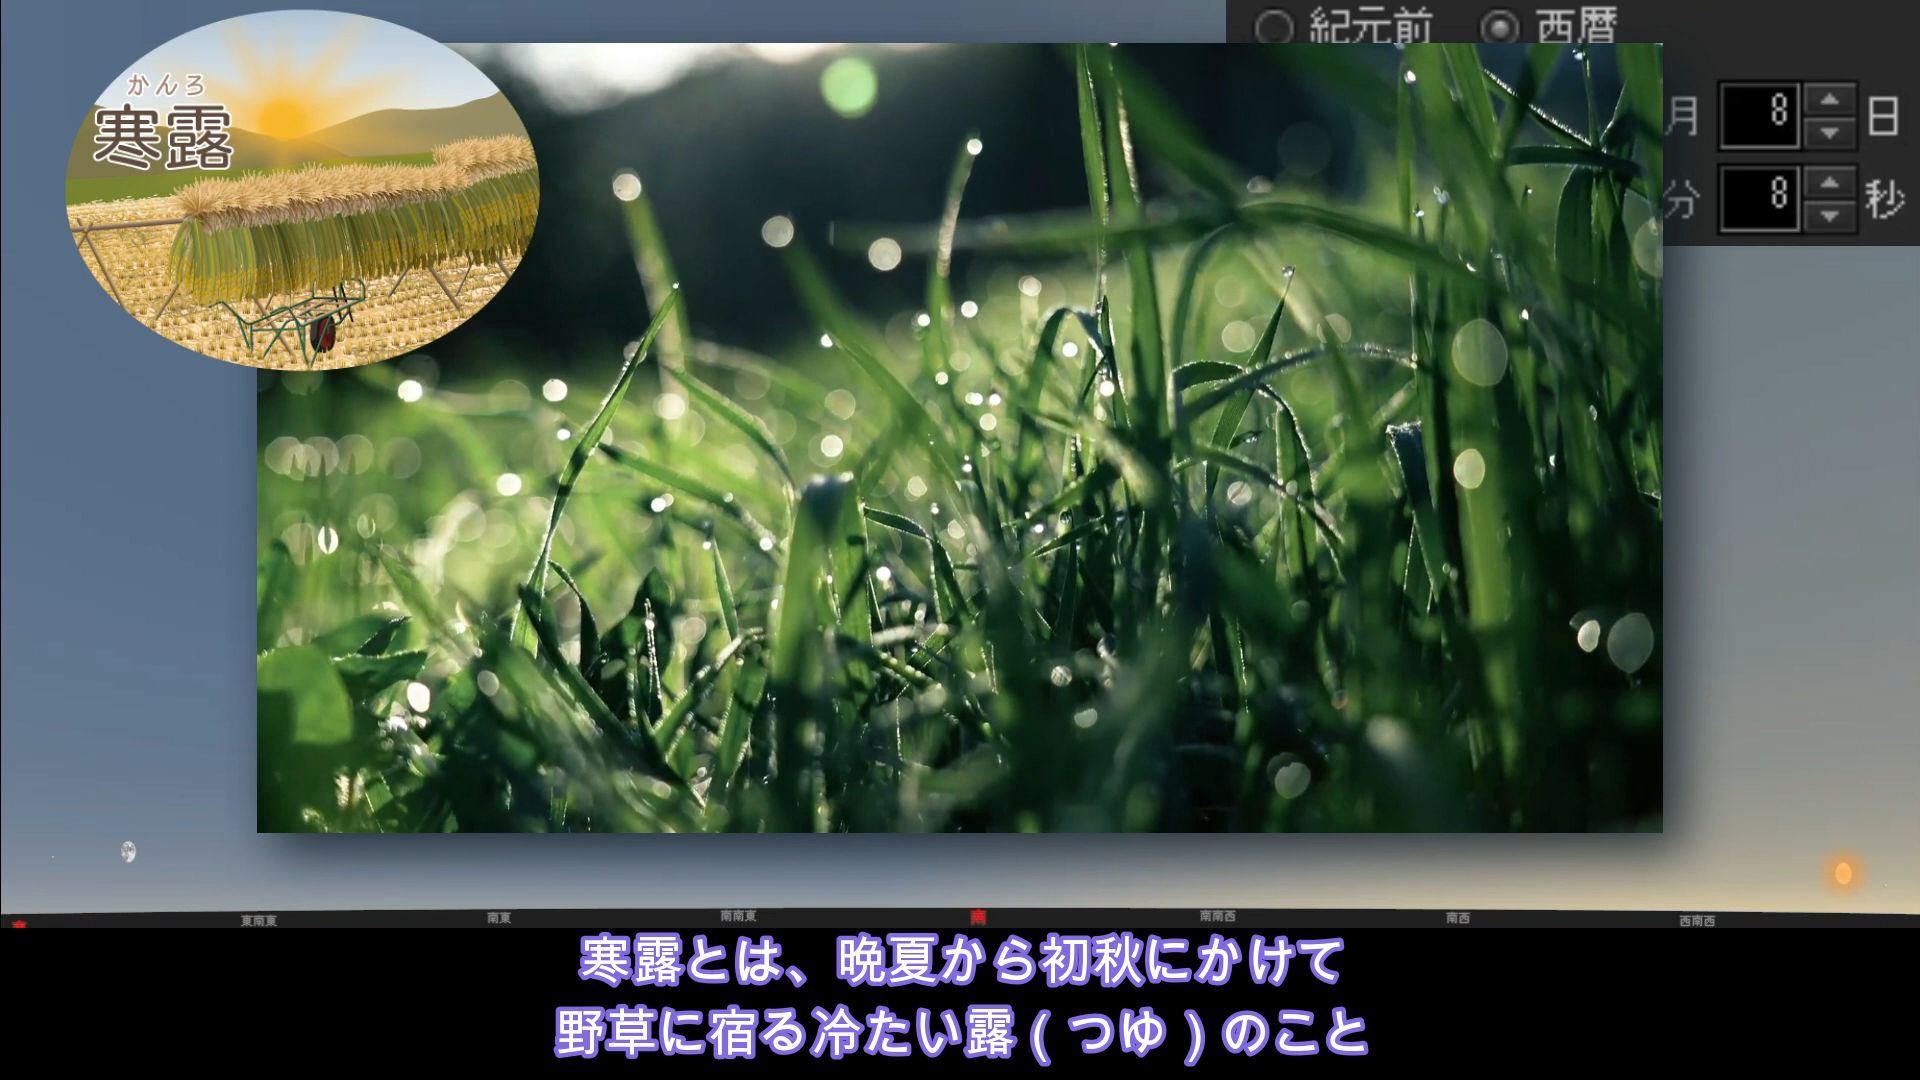 紀元前 西暦
かんろ
寒露
月 8 日
分 8 秒
東南東 南東 南南東 南 南南西 南西 西南西
寒露とは、晩夏から初秋にかけて
野草に宿る冷たい露(つゆ)のこと